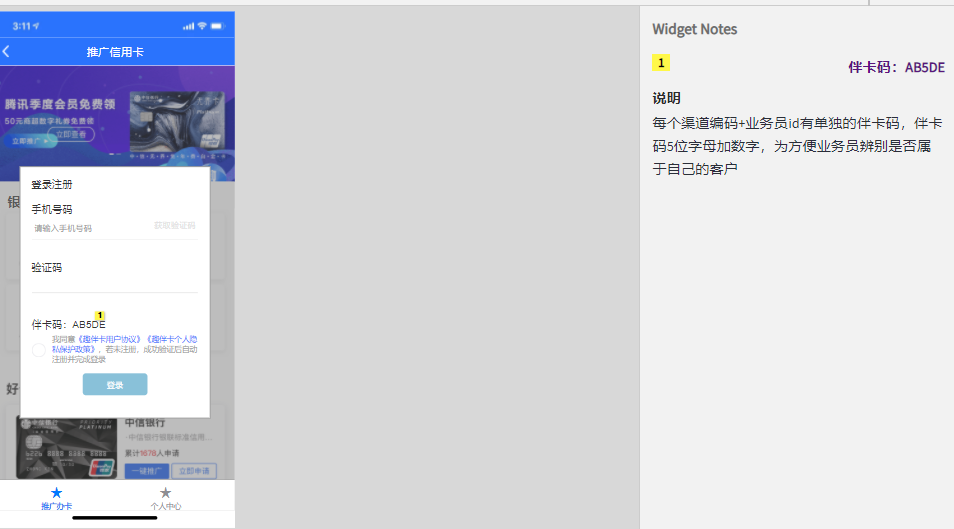 3:11
推广信用卡
腾讯季度会员免费领
50元商超数字礼券免费领
立即查看
立即推广
登录注册
手机号码
请输入手机号码
获取验证码
验证码
1
伴卡码：AB5DE
我同意《趣伴卡用户协议》《趣伴卡个人隐
私保护政策》，若未注册，成功验证后自动
注册并完成登录
登录
银
好
中信银行
PLATINUM
中信银行
-中信银行银联标准信用...
累计1676人申请
一键推广
立即申请
推广办卡
个人中心
Widget Notes
1
伴卡码：AB5DE
说明
每个渠道编码+业务员id有单独的伴卡码，伴卡
码5位字母加数字，为方便业务员辨别是否属
于自己的客户